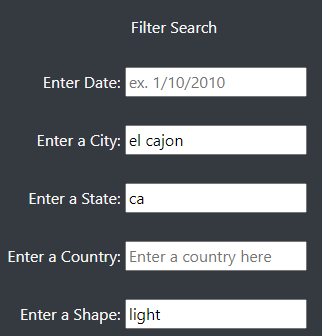 Filter Search
Enter Date: ex. 1/10/2010
Enter a City: el cajon
Enter a State: ca
Enter a Country: Enter a country here
Enter a Shape: light